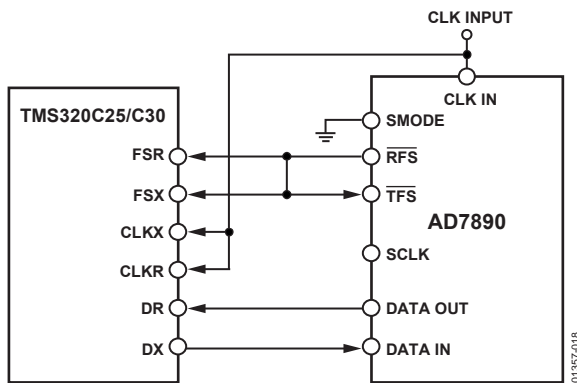 CLK INPUT
TMS320C25/C30
FSR
FSX
CLKX
CLKR
DR
DX
CLK IN
SMODE
RFS
TFS
AD7890
SCLK
DATA OUT
DATA IN
01357-018